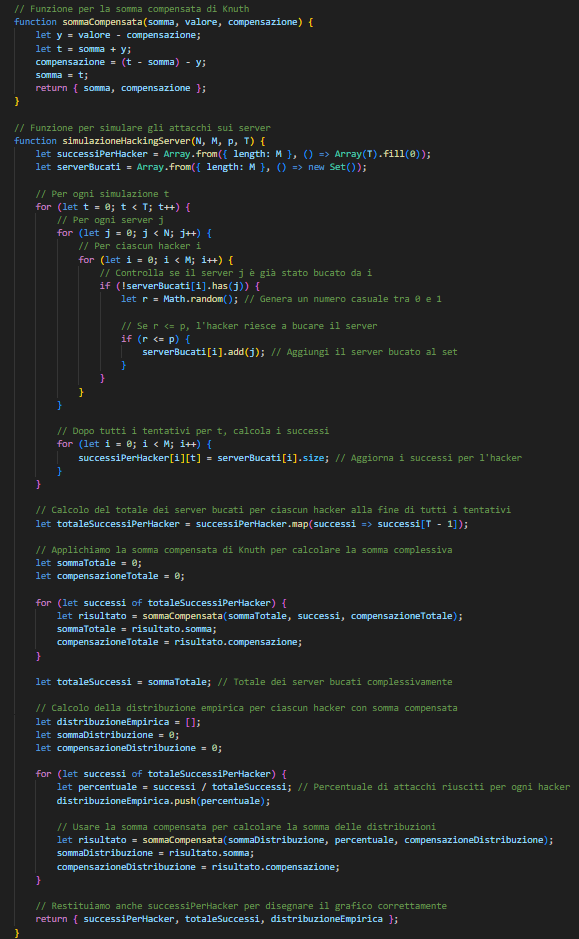 // Funzione per la somma compensata di Knuth
function sommaCompensata(somma, valore, compensazione) {
    let y = valore - compensazione;
    let t = somma + y;
    compensazione = (t - somma) - y;
    somma = t;
    return { somma, compensazione };
}

// Funzione per simulare gli attacchi sui server
function simulazioneHackingServer(N, M, p, T) {
    let successiPerHacker = Array.from({ length: M }, () => Array(T).fill(0));
    let serverBucati = Array.from({ length: M }, () => new Set());

    // Per ogni simulazione t
    for (let t = 0; t < T; t++) {
        // Per ogni server j
        for (let j = 0; j < N; j++) {
            // Per ciascun hacker i
            for (let i = 0; i < M; i++) {
                // Controlla se il server j è già stato bucato da i
                if (!serverBucati[i].has(j)) {
                    let r = Math.random(); // Genera un numero casuale tra 0 e 1

                    // Se r <= p, l'hacker riesce a bucare il server
                    if (r <= p) {
                        serverBucati[i].add(j); // Aggiungi il server bucato al set
                    }
                }
            }
        }

        // Dopo tutti i tentativi per t, calcola i successi
        for (let i = 0; i < M; i++) {
            successiPerHacker[i][t] = serverBucati[i].size; // Aggiorna i successi per l'hacker
        }
    }

    // Calcolo del totale dei server bucati per ciascun hacker alla fine di tutti i tentativi
    let totaleSuccessiPerHacker = successiPerHacker.map(successi => successi[T - 1]);

    // Applichiamo la somma compensata di Knuth per calcolare la somma complessiva
    let sommaTotale = 0;
    let compensazioneTotale = 0;

    for (let successi of totaleSuccessiPerHacker) {
        let risultato = sommaCompensata(sommaTotale, successi, compensazioneTotale);
        sommaTotale = risultato.somma;
        compensazioneTotale = risultato.compensazione;
    }

    let totaleSuccessi = sommaTotale; // Totale dei server bucati complessivamente

    // Calcolo della distribuzione empirica per ciascun hacker con somma compensata
    let distribuzioneEmpirica = [];
    let sommaDistribuzione = 0;
    let compensazioneDistribuzione = 0;

    for (let successi of totaleSuccessiPerHacker) {
        let percentuale = successi / totaleSuccessi; // Percentuale di attacchi riusciti per ogni hacker
        distribuzioneEmpirica.push(percentuale);

        // Usare la somma compensata per calcolare la somma delle distribuzioni
        let risultato = sommaCompensata(sommaDistribuzione, percentuale, compensazioneDistribuzione);
        sommaDistribuzione = risultato.somma;
        compensazioneDistribuzione = risultato.compensazione;
    }

    // Restituiamo anche successiPerHacker per disegnare il grafico correttamente
    return { successiPerHacker, totaleSuccessi, distribuzioneEmpirica };
}